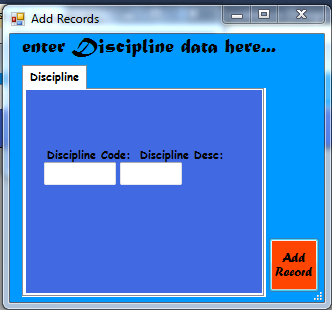 Add Records
enter Discipline data here...
Discipline
Discipline Code: Discipline Desc:
Add
Record